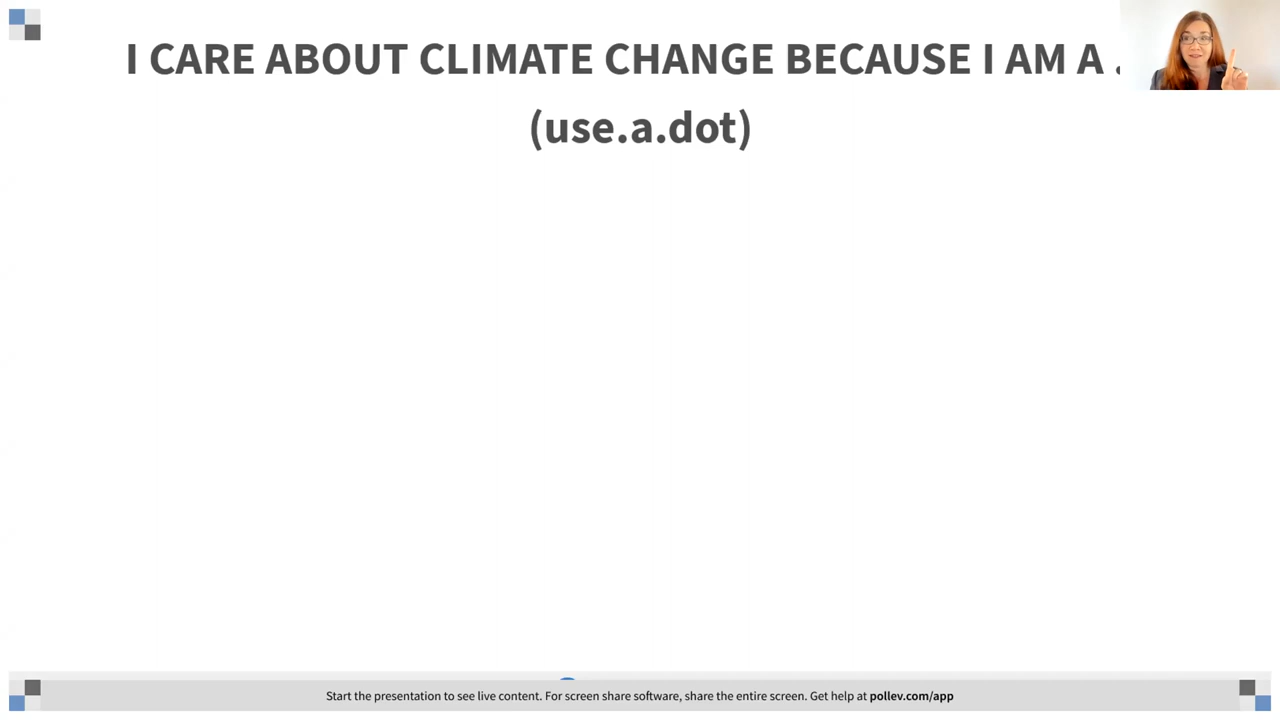 I CARE ABOUT CLIMATE CHANGE BECAUSE I AM A .
(use.a.dot)
Start the presentation to see live content. For screen share software, share the entire screen. Get help at pollev.com/app